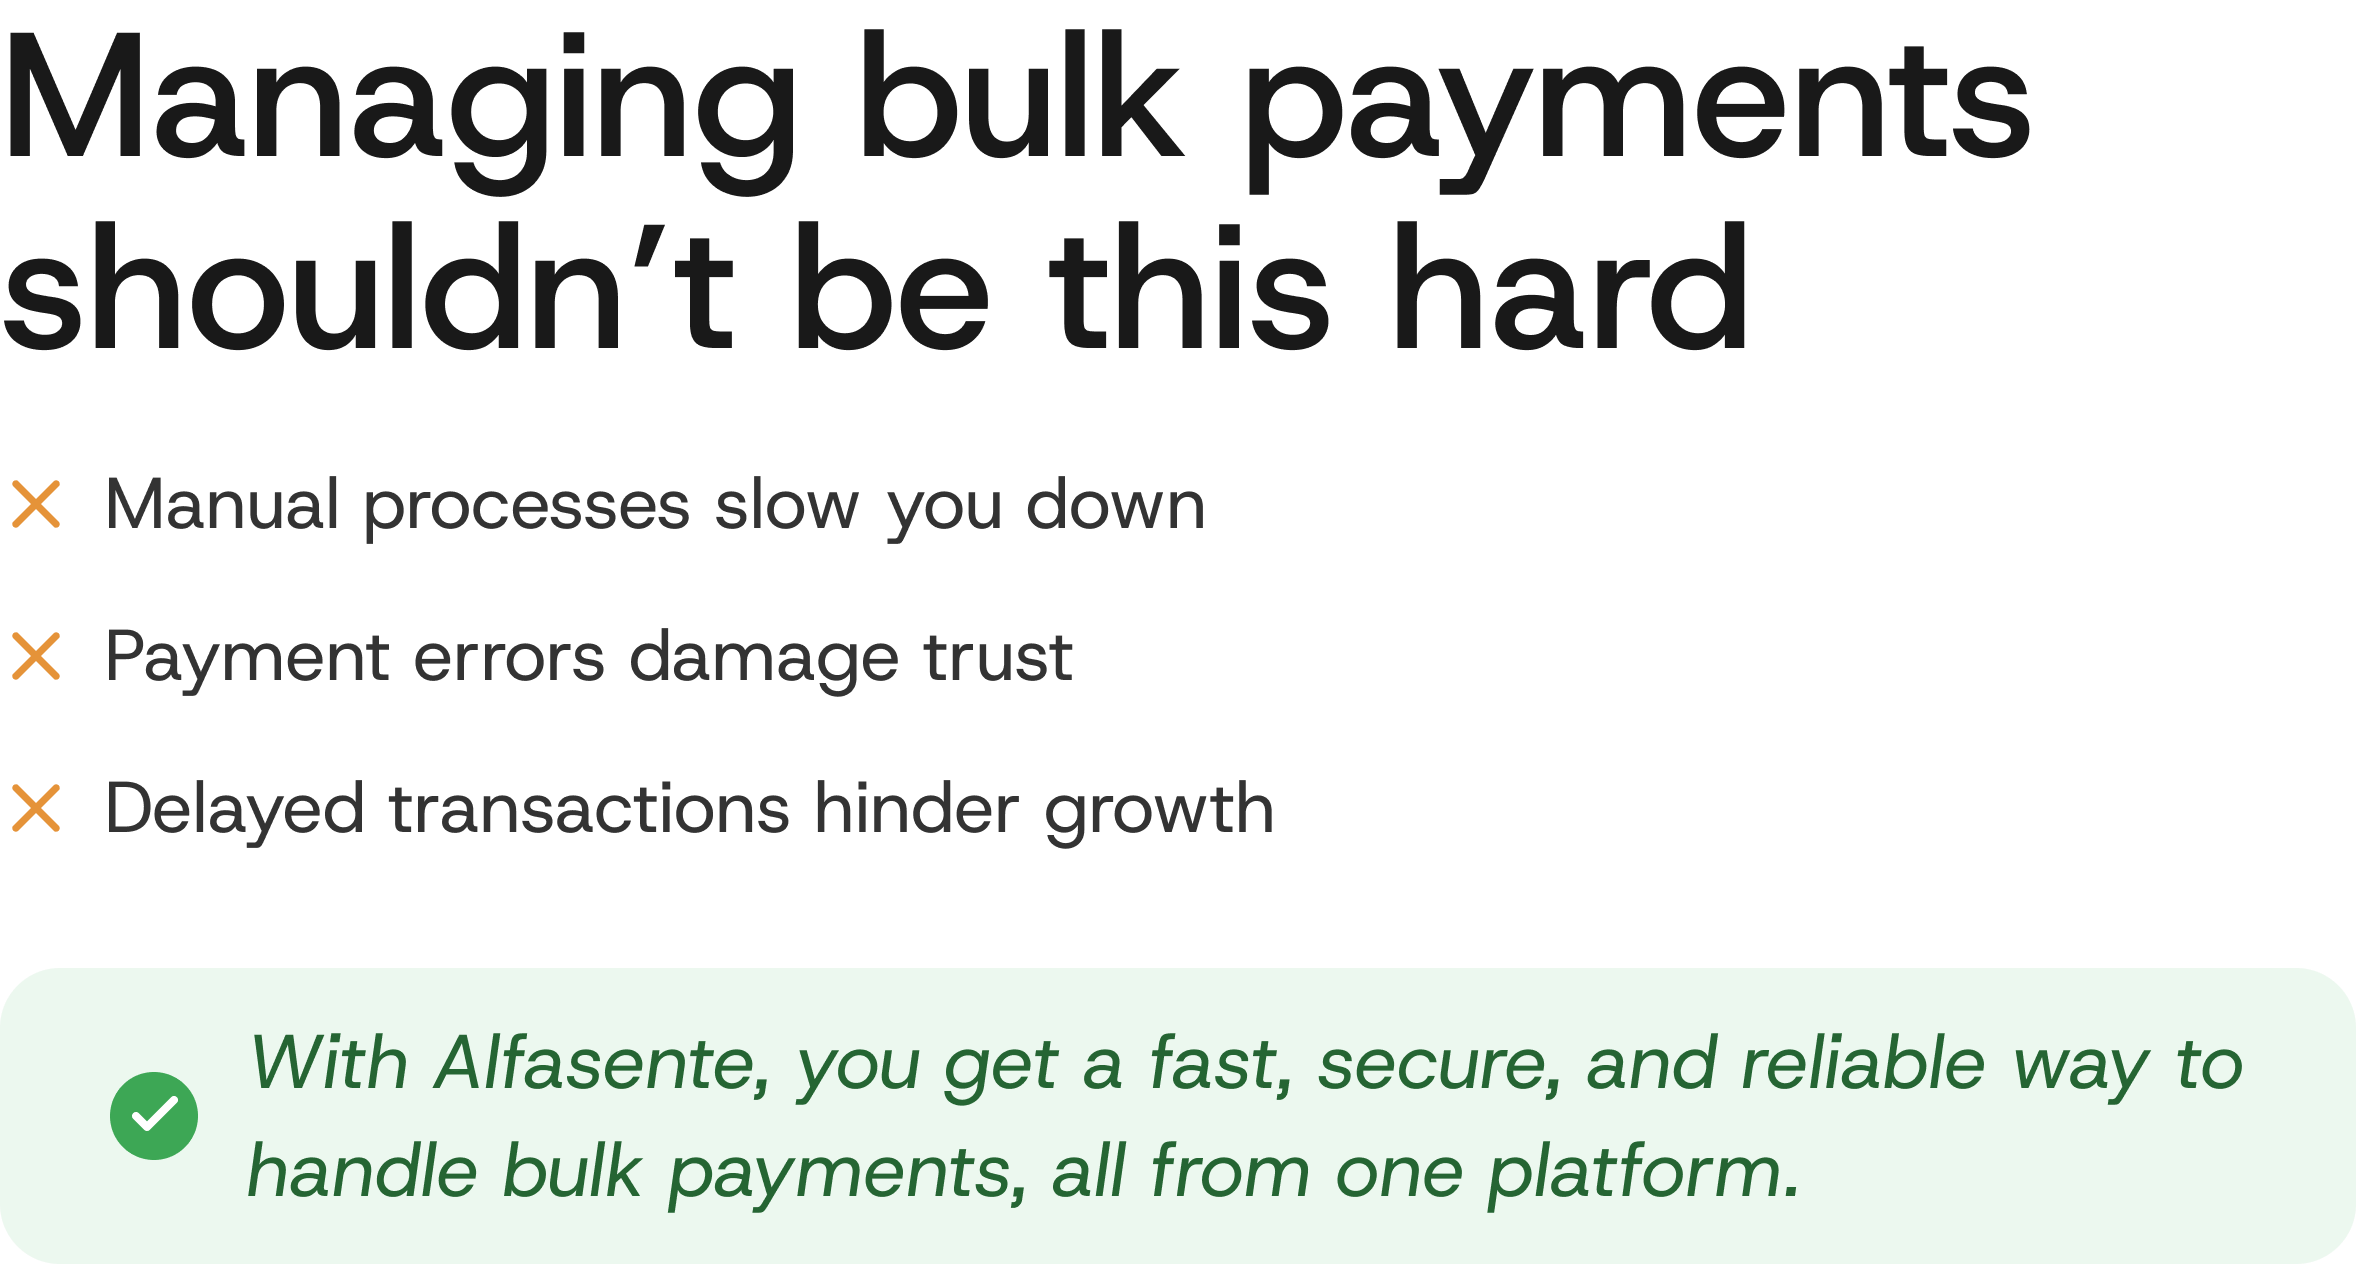 Managing bulk payments
shouldn’t be this hard
Manual processes slow you down
Payment errors damage trust
Delayed transactions hinder growth
With Alfasente, you get a fast, secure, and reliable way to
handle bulk payments, all from one platform.